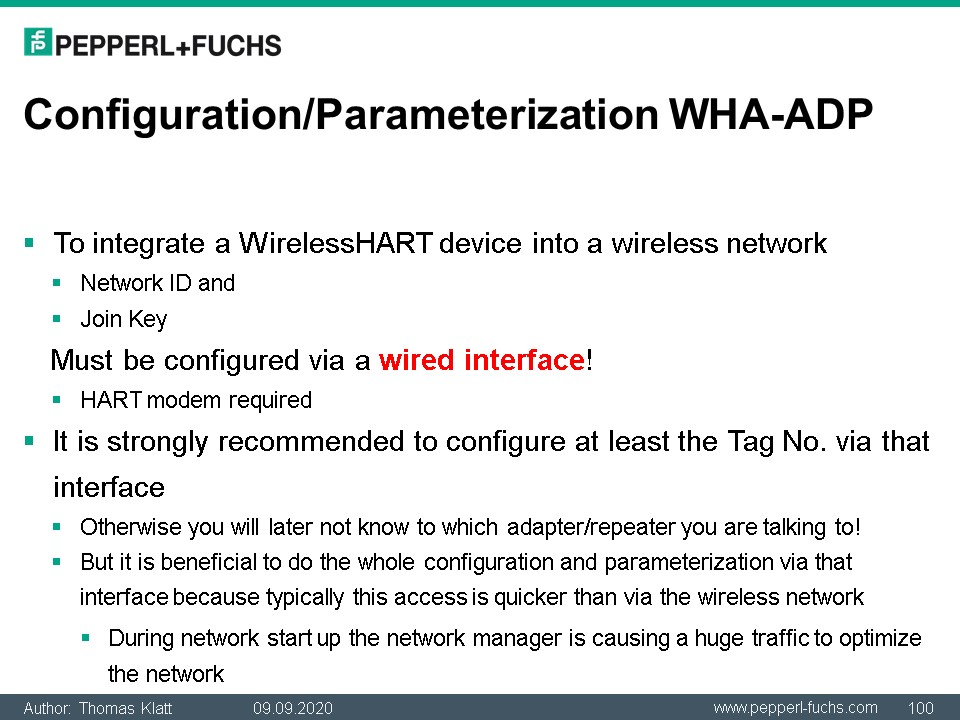 PEPPERL+FUCHS
Configuration/Parameterization WHA-ADP
To integrate a WirelessHART device into a wireless network
Network ID and
Join Key
Must be configured via a wired interface!
HART modem required
It is strongly recommended to configure at least the Tag No. via that
interface
Otherwise you will later not know to which adapter/repeater you are talking to!
But it is beneficial to do the whole configuration and parameterization via that
interface because typically this access is quicker than via the wireless network
During network start up the network manager is causing a huge traffic to optimize
the network
Author: Thomas Klatt 09.09.2020 www.pepperl-fuchs.com 100